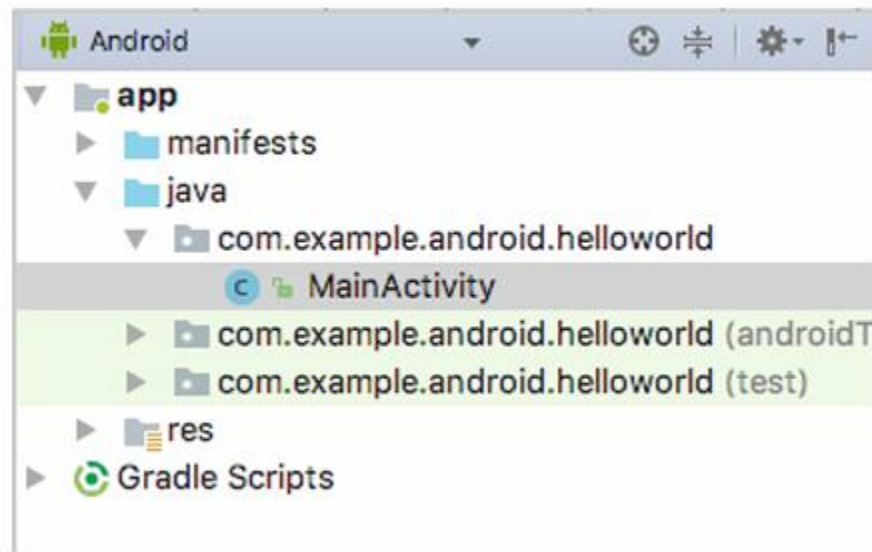 Android
app
manifests
java
com.example.android.helloworld
C MainActivity
com.example.android.helloworld (androidT
com.example.android.helloworld (test)
res
Gradle Scripts